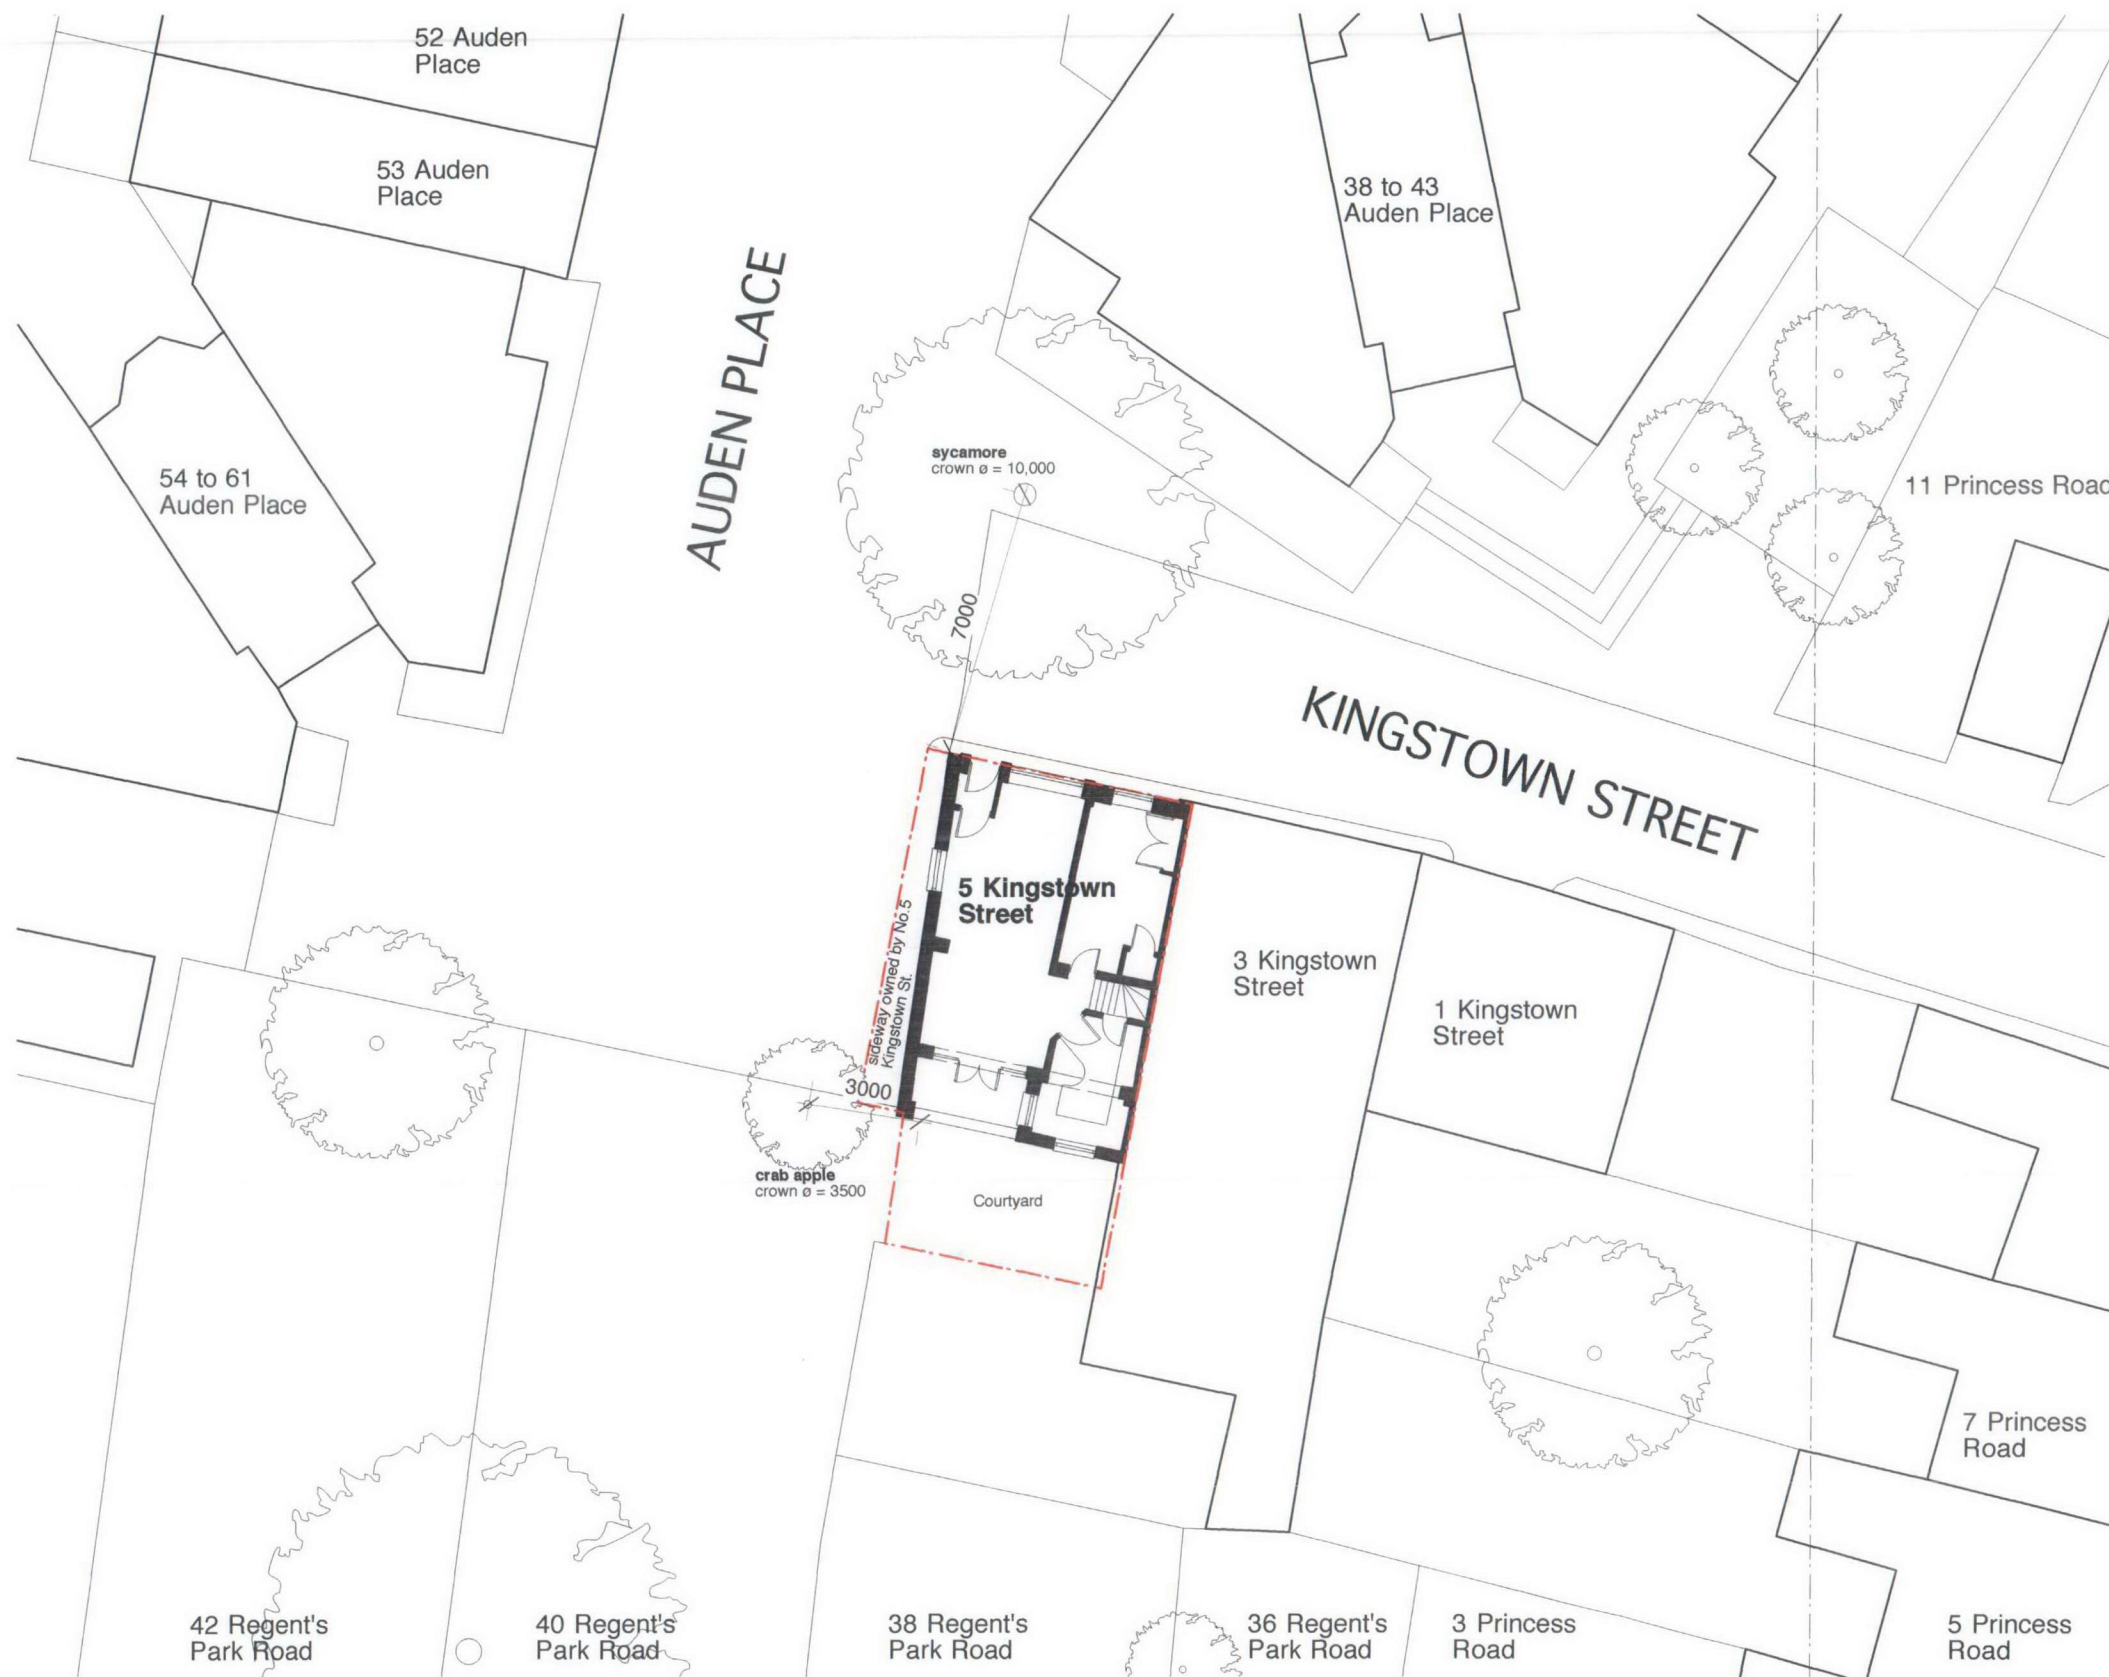 52 Auden
Place
53 Auden
Place
38 to 43
Auden Place
AUDEN PLACE
sycamore
crown ø = 10,000
54 to 61
Auden Place
11 Princess Road
7000
KINGSTOWN STREET
5 Kingstown
Street
sideway owned by No.5
Kingstown St.
3 Kingstown
Street
1 Kingstown
Street
3000
crab apple
crown ø = 3500
Courtyard
7 Princess
Road
42 Regent's
Park Road
40 Regent's
Park Road
38 Regent's
Park Road
36 Regent's
Park Road
3 Princess
Road
5 Princess
Road